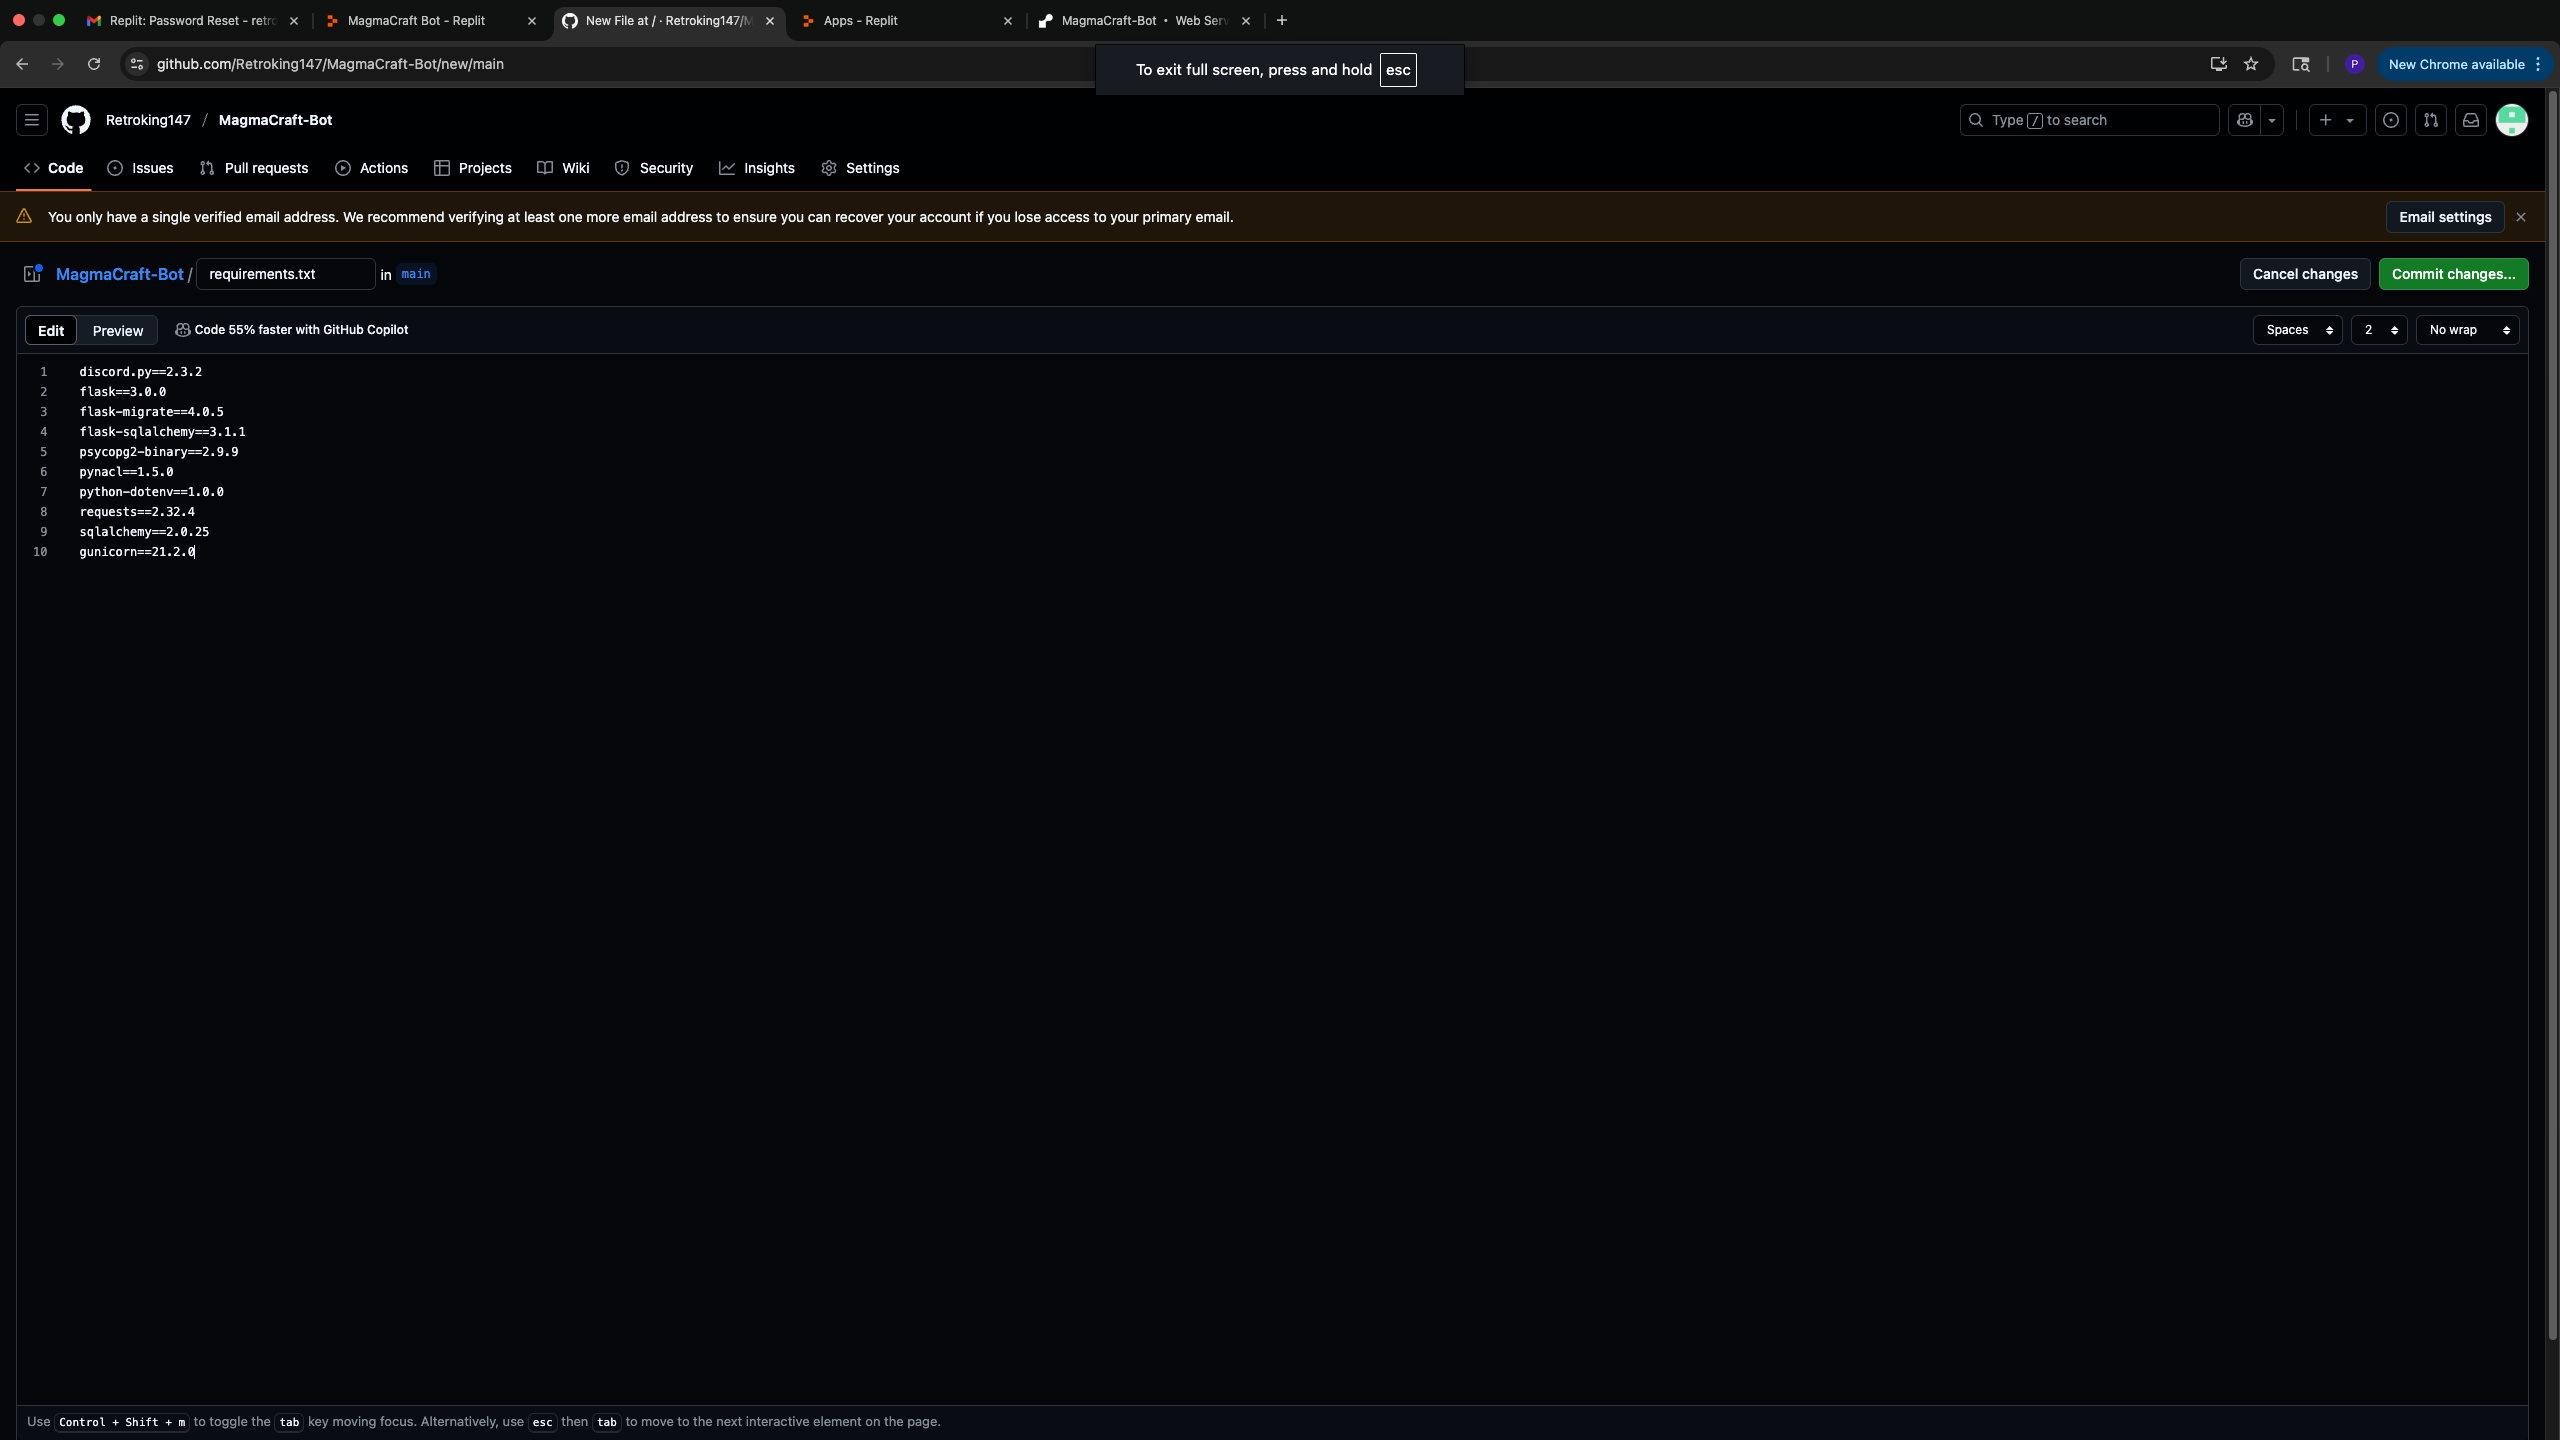 Replit: Password Reset - retro
MagmaCraft Bot - Replit
New File at / · Retroking147/M
Apps - Replit
MagmaCraft-Bot • Web Serv
github.com/Retroking147/MagmaCraft-Bot/new/main
To exit full screen, press and hold esc
P
New Chrome available
Retroking147 / MagmaCraft-Bot
Type / to search
Code
Issues
Pull requests
Actions
Projects
Wiki
Security
Insights
Settings
You only have a single verified email address. We recommend verifying at least one more email address to ensure you can recover your account if you lose access to your primary email.
Email settings
MagmaCraft-Bot / requirements.txt in main
Cancel changes
Commit changes...
Edit
Preview
Code 55% faster with GitHub Copilot
Spaces
2
No wrap
1 discord.py==2.3.2
2 flask==3.0.0
3 flask-migrate==4.0.5
4 flask-sqlalchemy==3.1.1
5 psycopg2-binary==2.9.9
6 pynacl==1.5.0
7 python-dotenv==1.0.0
8 requests==2.32.4
9 sqlalchemy==2.0.25
10 gunicorn==21.2.0
Use Control + Shift + m to toggle the tab key moving focus. Alternatively, use esc then tab to move to the next interactive element on the page.